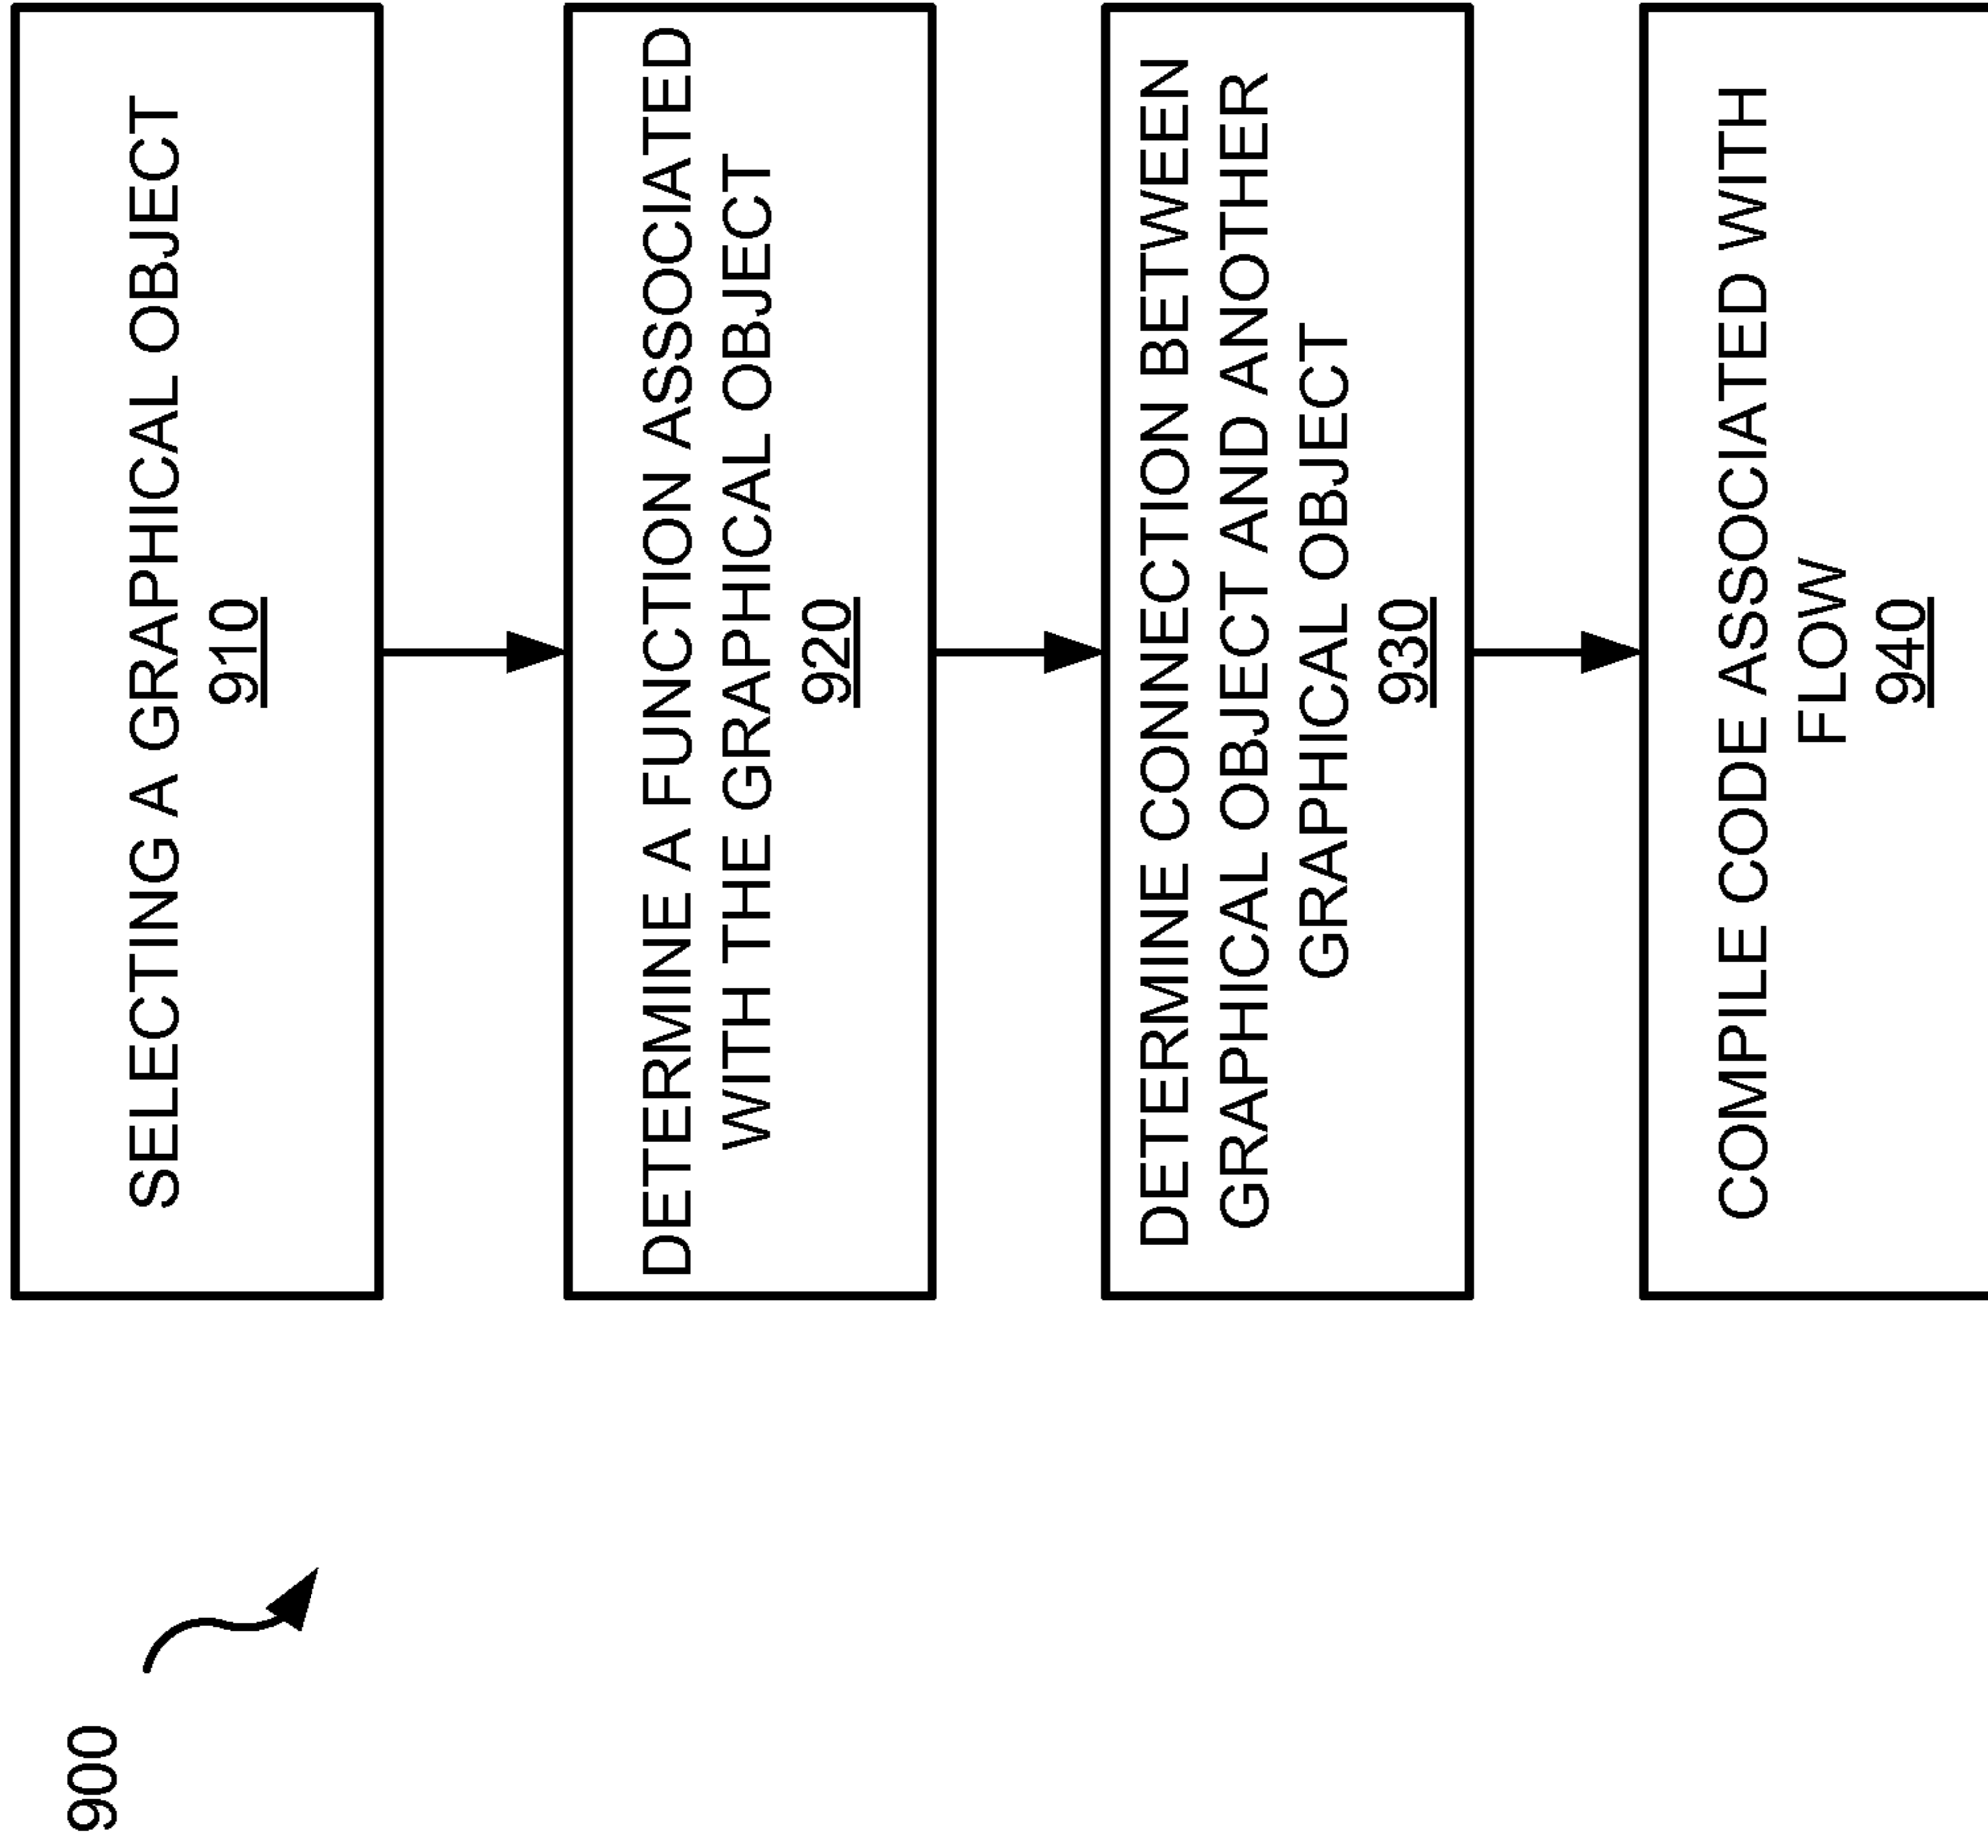 900
SELECTING A GRAPHICAL OBJECT
910
DETERMINE A FUNCTION ASSOCIATED
WITH THE GRAPHICAL OBJECT
920
DETERMINE CONNECTION BETWEEN
GRAPHICAL OBJECT AND ANOTHER
GRAPHICAL OBJECT
930
COMPILE CODE ASSOCIATED WITH
FLOW
940